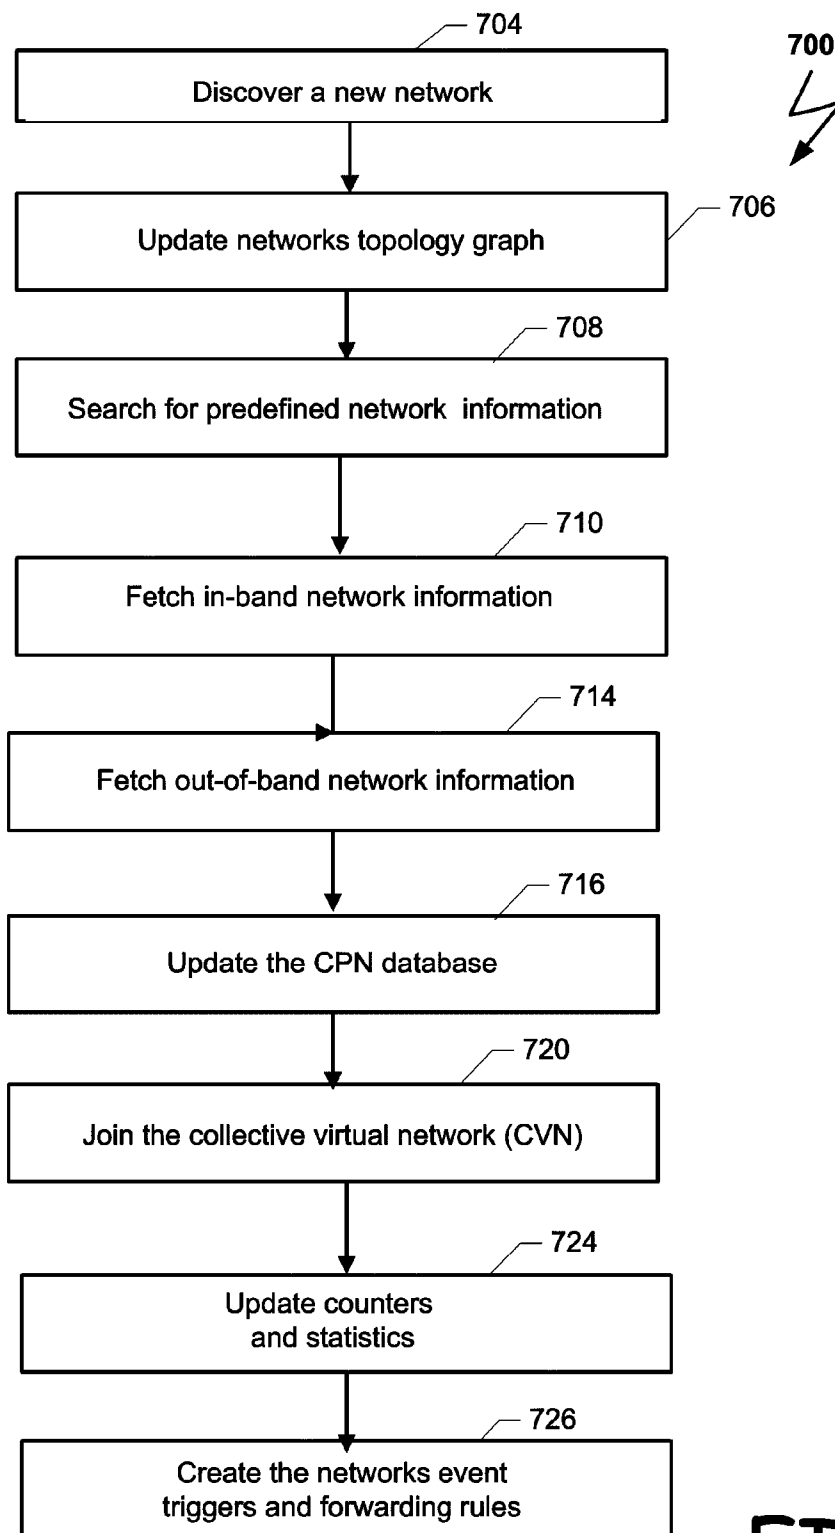 704
700
Discover a new network
706
Update networks topology graph
708
Search for predefined network information
710
Fetch in-band network information
714
Fetch out-of-band network information
716
Update the CPN database
720
Join the collective virtual network (CVN)
724
Update counters
and statistics
726
Create the networks event
triggers and forwarding rules